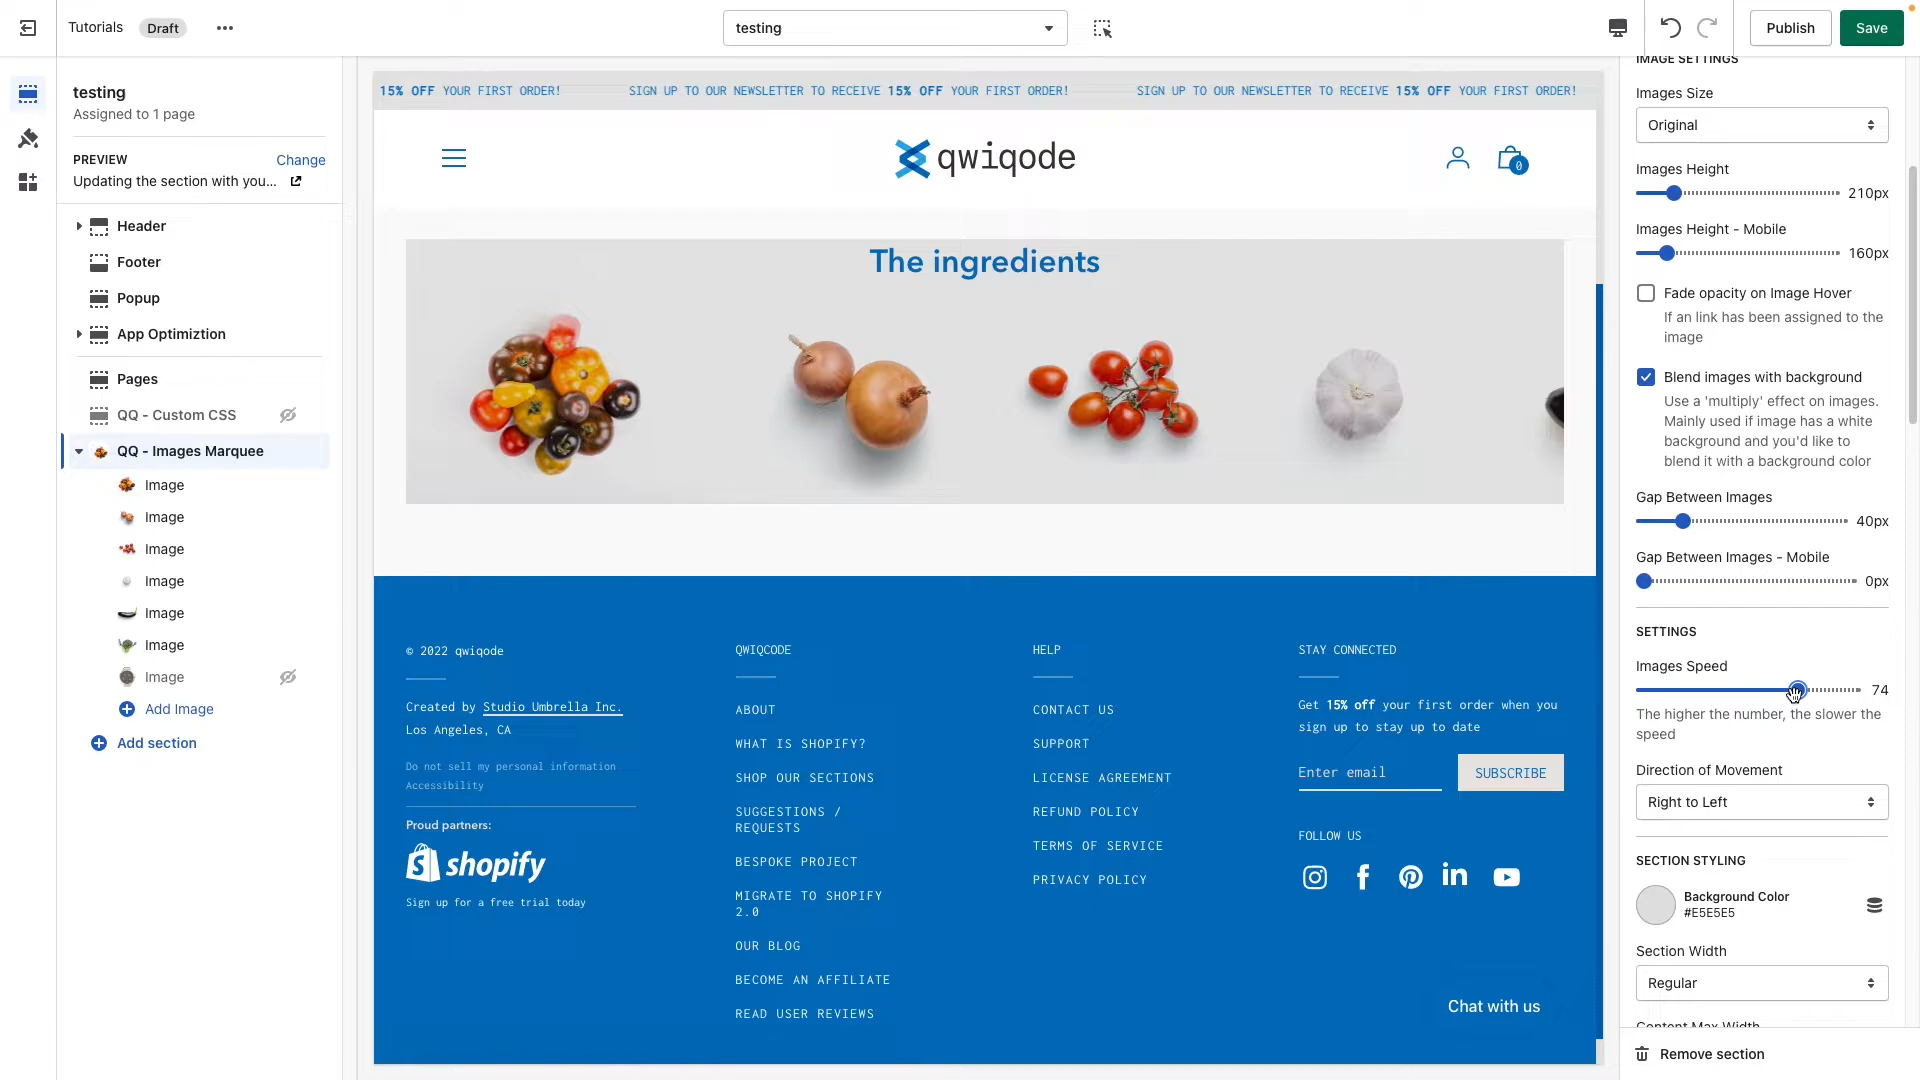 Tutorials
Draft
testing
Publish
Save
testing
Assigned to 1 page
PREVIEW
Change
Updating the section with you...
Header
Footer
Popup
App Optimiztion
Pages
QQ - Custom CSS
QQ - Images Marquee
Image
Image
Image
Image
Image
Image
Image
Add Image
Add section
15% OFF YOUR FIRST ORDER!
SIGN UP TO OUR NEWSLETTER TO RECEIVE 15% OFF YOUR FIRST ORDER!
SIGN UP TO OUR NEWSLETTER TO RECEIVE 15% OFF YOUR FIRST ORDER!
qwiqode
0
The ingredients
© 2022 qwiqode
Created by Studio Umbrella Inc.
Los Angeles, CA
Do not sell my personal information
Accessibility
Proud partners:
shopify
Sign up for a free trial today
QWIQCODE
ABOUT
WHAT IS SHOPIFY?
SHOP OUR SECTIONS
SUGGESTIONS /
REQUESTS
BESPOKE PROJECT
MIGRATE TO SHOPIFY
2.0
OUR BLOG
BECOME AN AFFILIATE
READ USER REVIEWS
HELP
CONTACT US
SUPPORT
LICENSE AGREEMENT
REFUND POLICY
TERMS OF SERVICE
PRIVACY POLICY
STAY CONNECTED
Get 15% off your first order when you
sign up to stay up to date
Enter email
SUBSCRIBE
FOLLOW US
Chat with us
IMAGE SETTINGS
Images Size
Original
Images Height
210px
Images Height - Mobile
160px
Fade opacity on Image Hover
If an link has been assigned to the
image
Blend images with background
Use a 'multiply' effect on images.
Mainly used if image has a white
background and you'd like to
blend it with a background color
Gap Between Images
40px
Gap Between Images - Mobile
0px
SETTINGS
Images Speed
74
The higher the number, the slower the
speed
Direction of Movement
Right to Left
SECTION STYLING
Background Color
#E5E5E5
Section Width
Regular
Content Max Width
Remove section